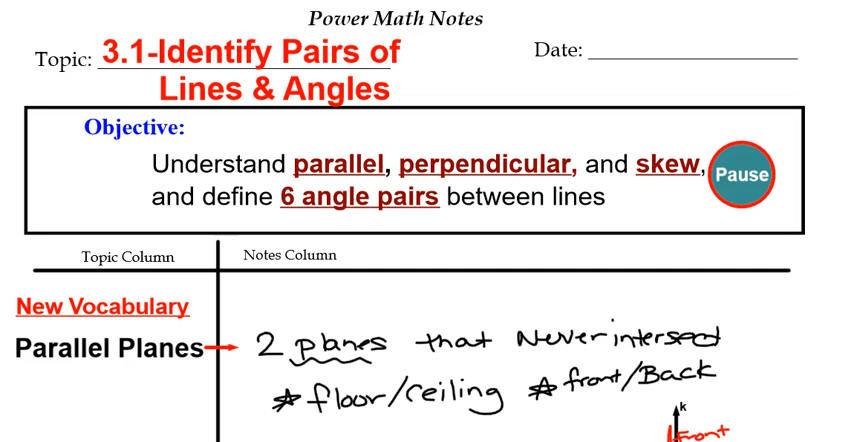 Power Math Notes
Topic: 3.1-Identify Pairs of
Lines & Angles
Date:
Objective:
Understand parallel, perpendicular, and skew,
and define 6 angle pairs between lines
Pause
Topic Column
Notes Column
New Vocabulary
Parallel Planes
2 planes that Never intersect
* floor/ceiling * front/Back
k
Front